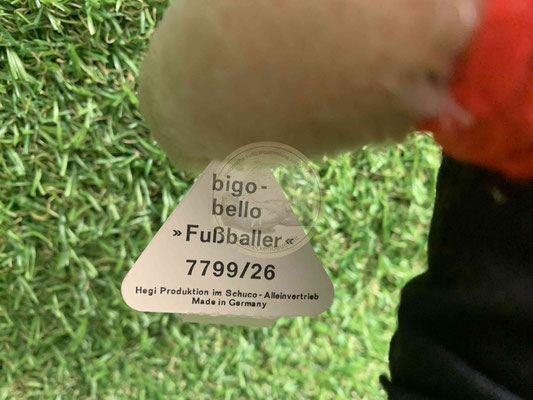 bigo-
bello
»Fußballer«
7799/26
Hegi Produktion im Schuco-Alleinvertrieb
Made in Germany